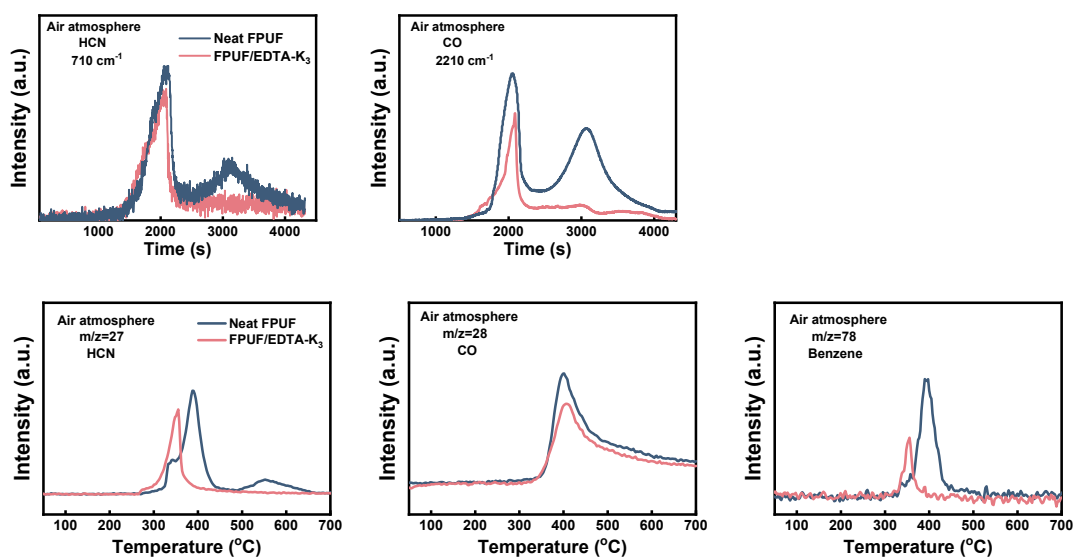 Air atmosphere
HCN
710 cm⁻¹
Neat FPUF
FPUF/EDTA-K₃
Intensity (a.u.)
1000 2000 3000 4000
Time (s)
Air atmosphere
CO
2210 cm⁻¹
Intensity (a.u.)
1000 2000 3000 4000
Time (s)
Air atmosphere
m/z=27
HCN
Neat FPUF
FPUF/EDTA-K₃
Intensity (a.u.)
100 200 300 400 500 600 700
Temperature (°C)
Air atmosphere
m/z=28
CO
Intensity (a.u.)
100 200 300 400 500 600 700
Temperature (°C)
Air atmosphere
m/z=78
Benzene
Intensity (a.u.)
100 200 300 400 500 600 700
Temperature (°C)